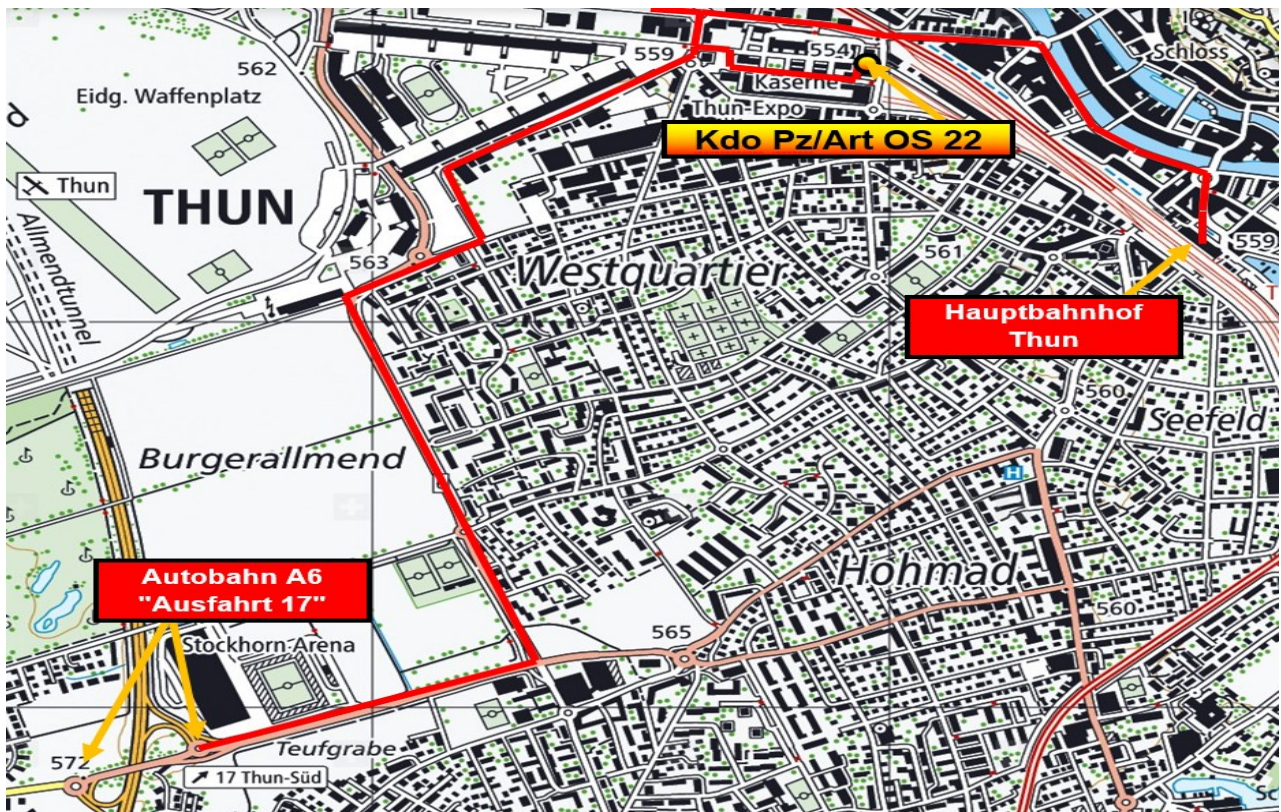 559
554
Schloss
562
Kaserne
Eidg. Waffenplatz
Thun-Expo
d
Kdo Pz/Art OS 22
Thun
THUN
Allmendtunnel
563
Westquartier
561
559
T
Hauptbahnhof
Thun
560
Seefeld
Burgerallmend
H
Hohmad
Autobahn A6
"Ausfahrt 17"
560
565
Stockhorn Arena
Teufgrabe
572
17 Thun-Süd
Sc